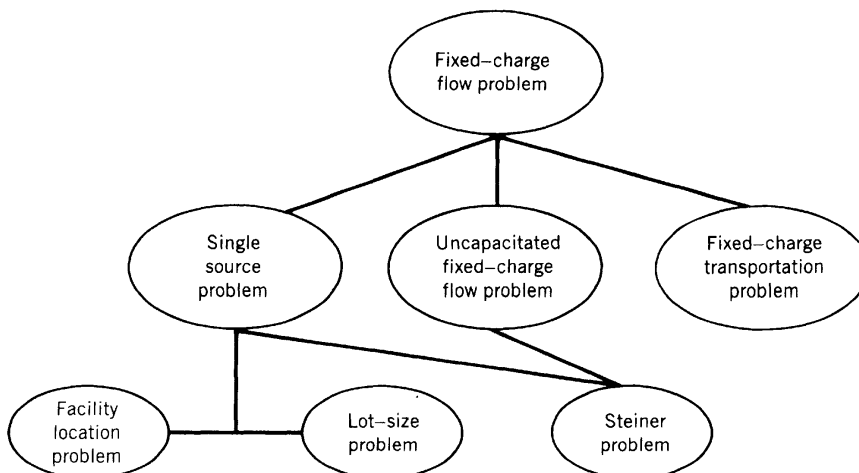 Fixed–charge
flow problem
Single
source
problem
Uncapacitated
fixed–charge
flow problem
Fixed–charge
transportation
problem
Facility
location
problem
Lot–size
problem
Steiner
problem